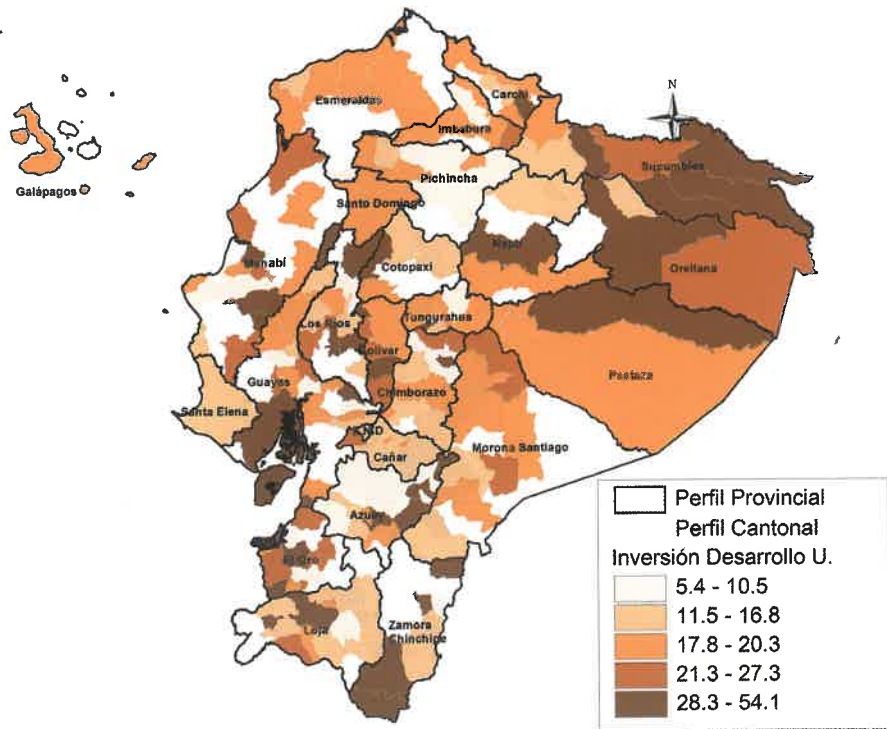 N
Esmeraldas
Carchi
Imbabura
Sucumbíos
Galápagos
Pichincha
Santo Domingo
Napo
Manabí
Cotopaxi
Orellana
Los Ríos
Tungurahua
Bolívar
Pastaza
Guayas
Chimborazo
Santa Elena
Morona Santiago
Cañar
Azuay
El Oro
Loja
Zamora
Chinchipe
Perfil Provincial
Perfil Cantonal
Inversión Desarrollo U.
5.4 - 10.5
11.5 - 16.8
17.8 - 20.3
21.3 - 27.3
28.3 - 54.1